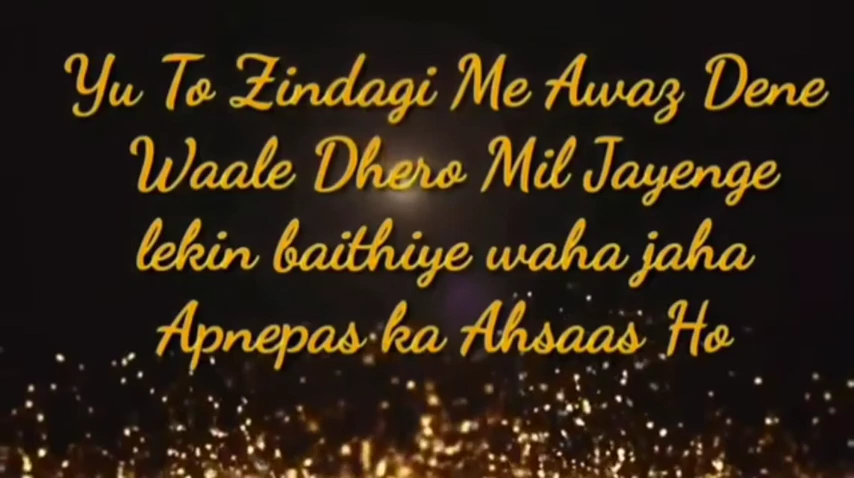 Yu To Zindagi Me Awaz Dene
Waale Dhero Mil Jayenge
lekin baithiye waha jaha
Apnepas ka Ahsaas Ho